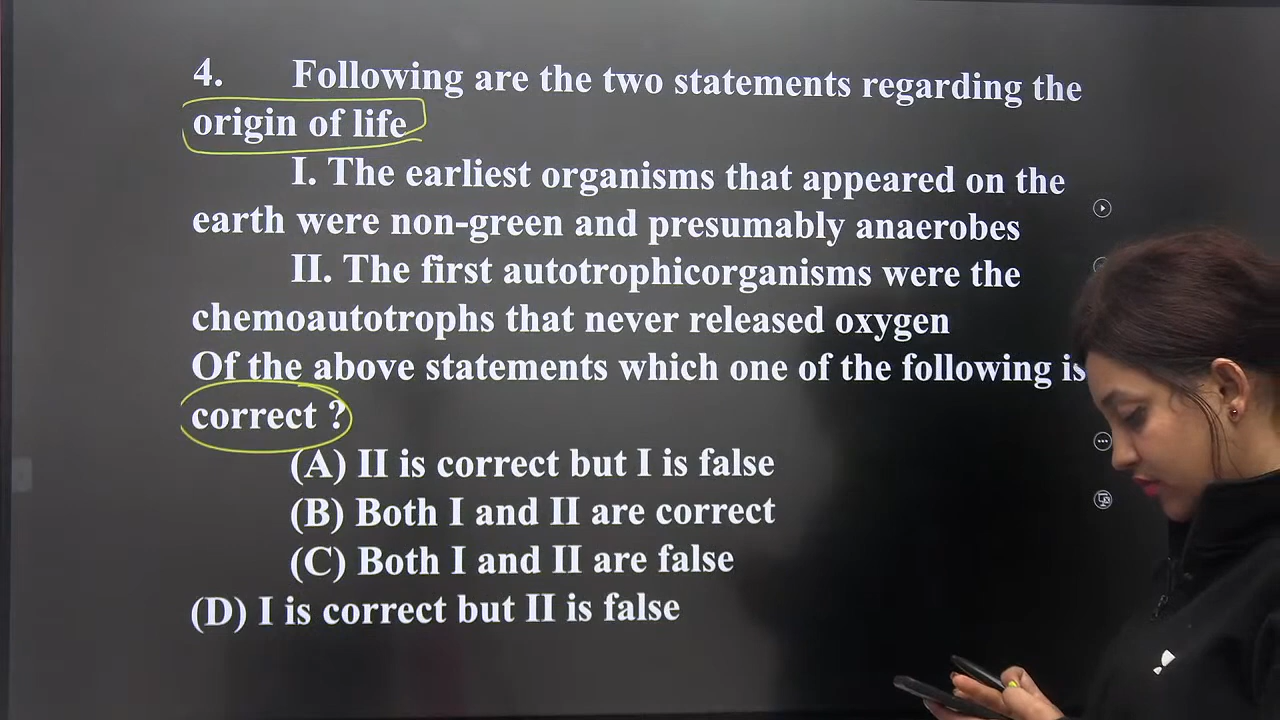 4. Following are the two statements regarding the
origin of life
I. The earliest organisms that appeared on the
earth were non-green and presumably anaerobes
II. The first autotrophicorganisms were the
chemoautotrophs that never released oxygen
Of the above statements which one of the following is
correct ?
(A) II is correct but I is false
(B) Both I and II are correct
(C) Both I and II are false
(D) I is correct but II is false